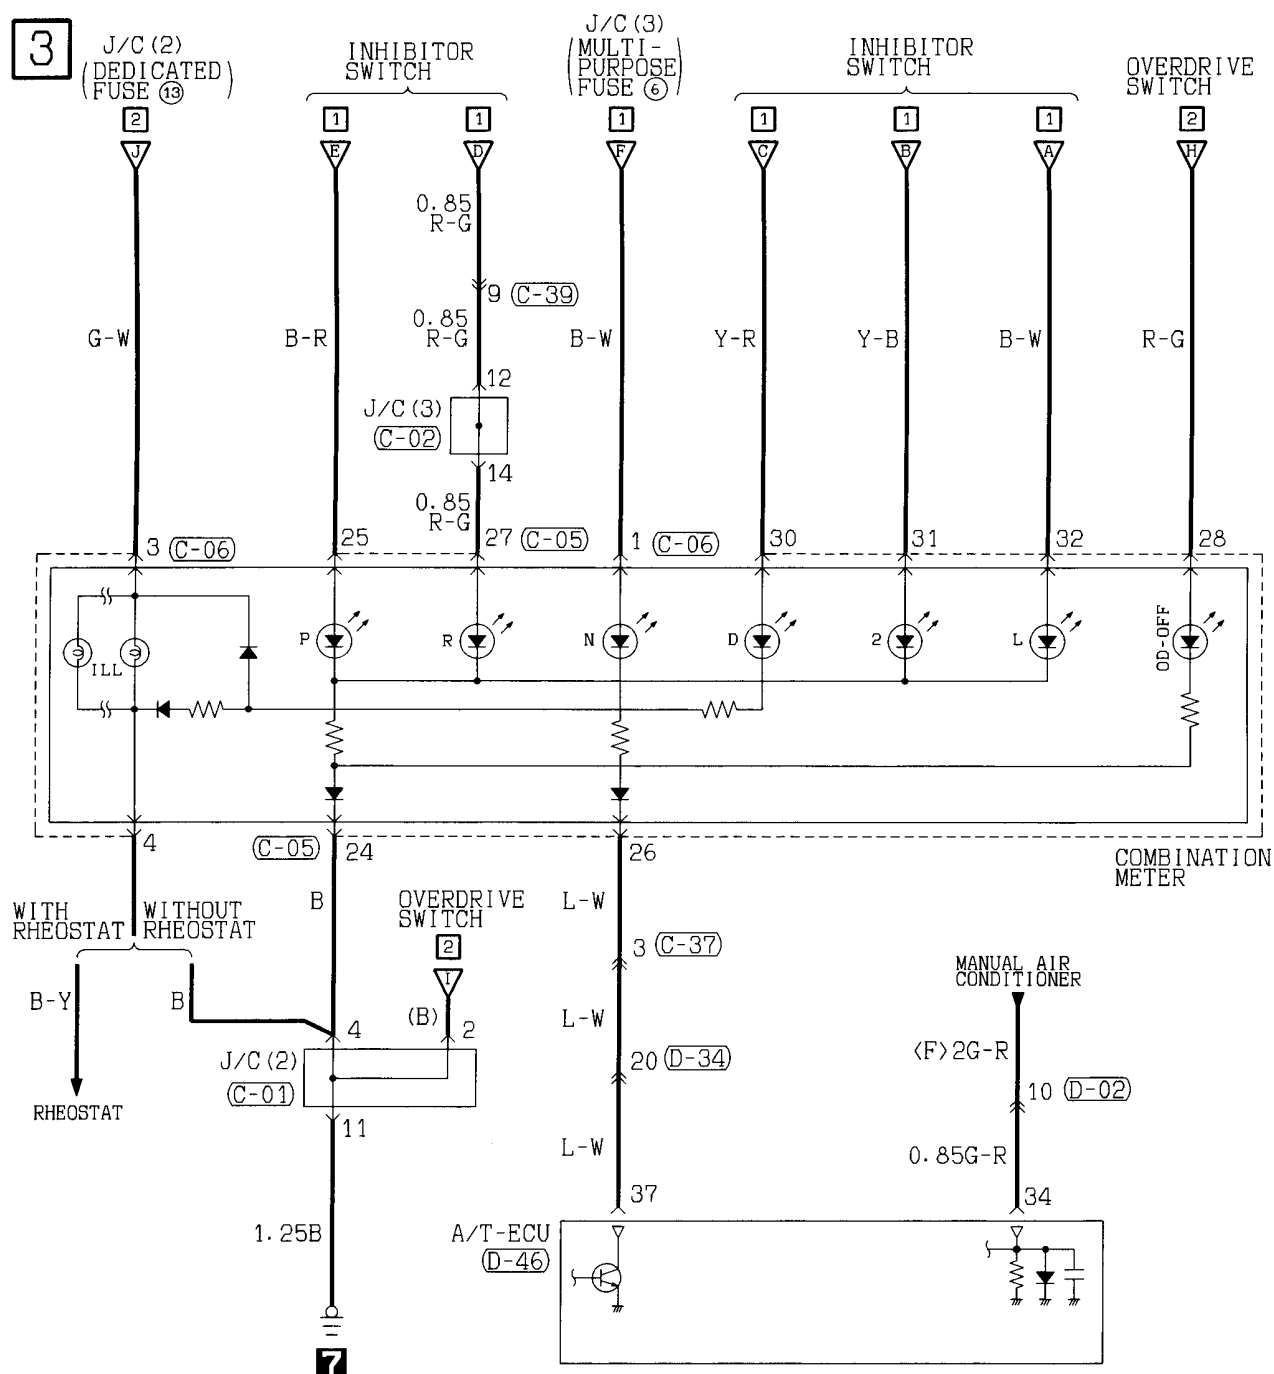 3
J/C(2)
(DEDICATED
FUSE ⑬)
INHIBITOR
SWITCH
J/C(3)
(MULTI-
PURPOSE
FUSE ⑥)
INHIBITOR
SWITCH
OVERDRIVE
SWITCH
2 1 1 1 1 1 1 2
J E D F C B A H
0.85
R-G
9 C-39
0.85
R-G
G-W B-R B-W Y-R Y-B B-W R-G
12
J/C(3)
C-02
14
0.85
R-G
3 C-06 25 27 C-05 1 C-06 30 31 32 28
ILL P R N D 2 L OD-OFF
4 C-05 24 26
COMBINATION
METER
WITH
RHEOSTAT
WITHOUT
RHEOSTAT
B
OVERDRIVE
SWITCH
2
I
L-W
3 C-37
MANUAL AIR
CONDITIONER
B-Y B (B) L-W
4 2
<F>2G-R
J/C(2)
C-01
20 D-34
10 D-02
RHEOSTAT
11
L-W
0.85G-R
37 34
1.25B
A/T-ECU
D-46
7